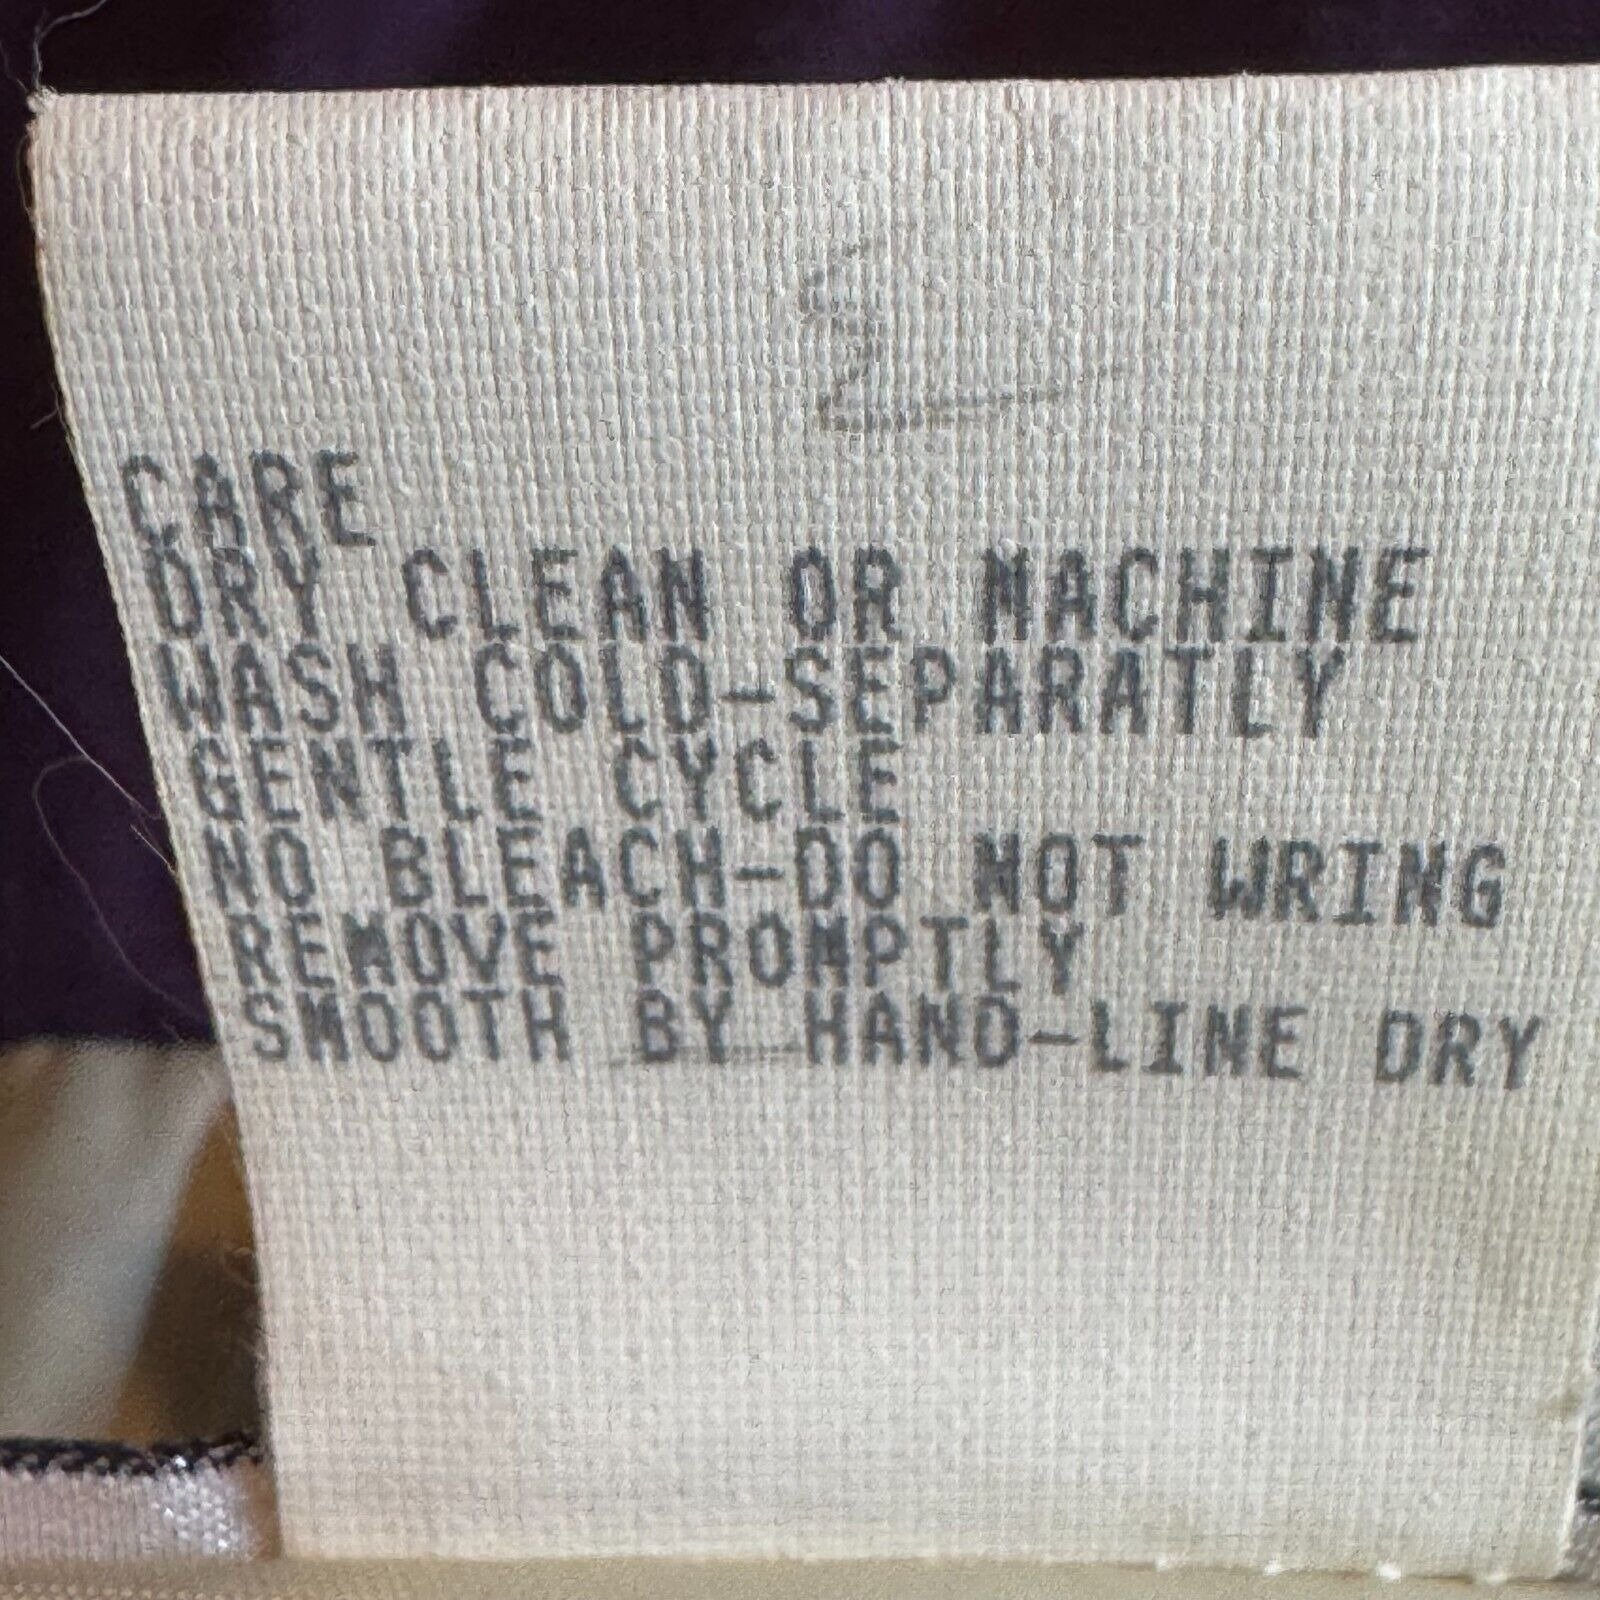 CARE
DRY CLEAN OR MACHINE
WASH COLD-SEPARATLY
GENTLE CYCLE
NO BLEACH-DO NOT WRING
REMOVE PROMPTLY
SMOOTH BY HAND-LINE DRY